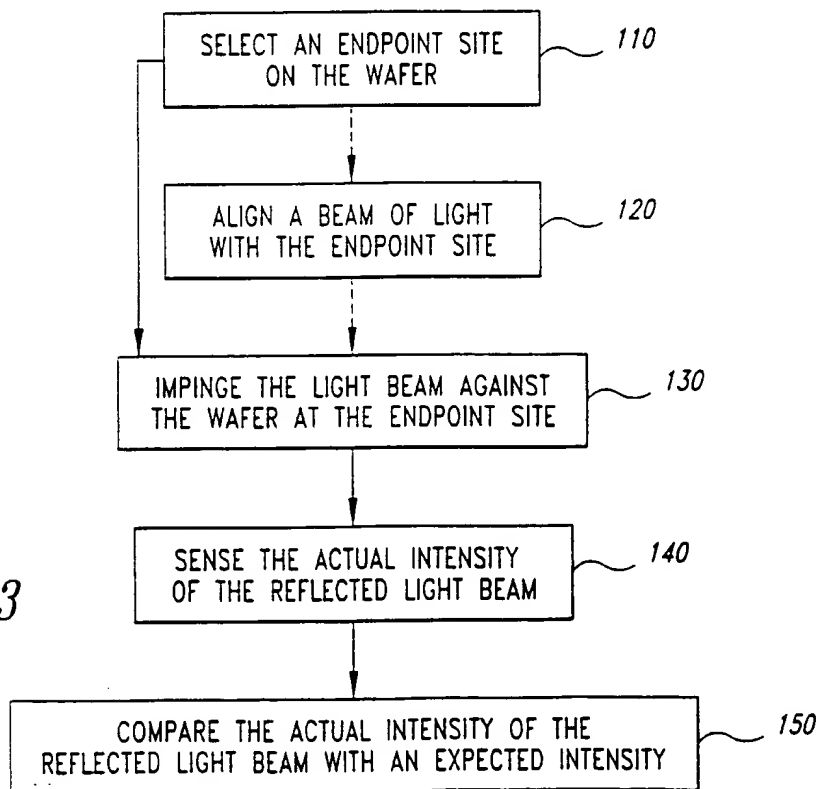 SELECT AN ENDPOINT SITE
ON THE WAFER
110
ALIGN A BEAM OF LIGHT
WITH THE ENDPOINT SITE
120
IMPINGE THE LIGHT BEAM AGAINST
THE WAFER AT THE ENDPOINT SITE
130
SENSE THE ACTUAL INTENSITY
OF THE REFLECTED LIGHT BEAM
140
3
COMPARE THE ACTUAL INTENSITY OF THE
REFLECTED LIGHT BEAM WITH AN EXPECTED INTENSITY
150